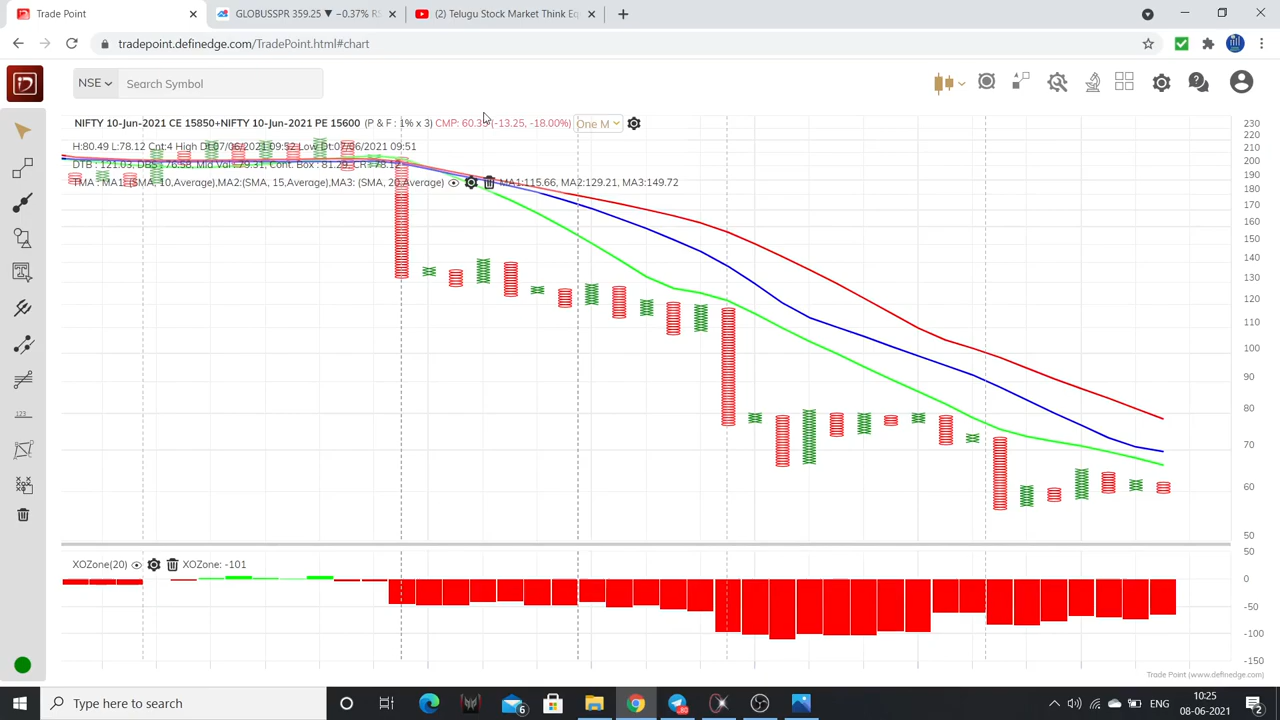 Trade Point
GLOBUSSPR 359.25 ▼ −0.37% R
(2) Telugu Stock Market Think Eq
tradepoint.definedge.com/TradePoint.html#chart
NSE
Search Symbol
NIFTY 10-Jun-2021 CE 15850+NIFTY 10-Jun-2021 PE 15600 (P & F : 1% x 3) CMP: 60.35 (-13.25, -18.00%) One M
H:80.49 L:78.12 Cnt:4 High Dt:07/06/2021 09:52 Low Dt:07/06/2021 09:51
DTB : 121.03, DBS : 76.58, Mid Val : 79.31, Cont. Box : 81.29, CR : 78.12
TMA : MA1: (SMA, 10,Average),MA2:(SMA, 15,Average),MA3: (SMA, 20,Average) MA1:115.66, MA2:129.21, MA3:149.72
230
220
210
200
190
180
170
160
150
140
130
120
110
100
90
80
70
60
50
123
XOZone(20) XOZone: -101
50
0
-50
-100
-150
Trade Point (www.definedge.com)
Type here to search
6
80
ENG
10:25
08-06-2021
2